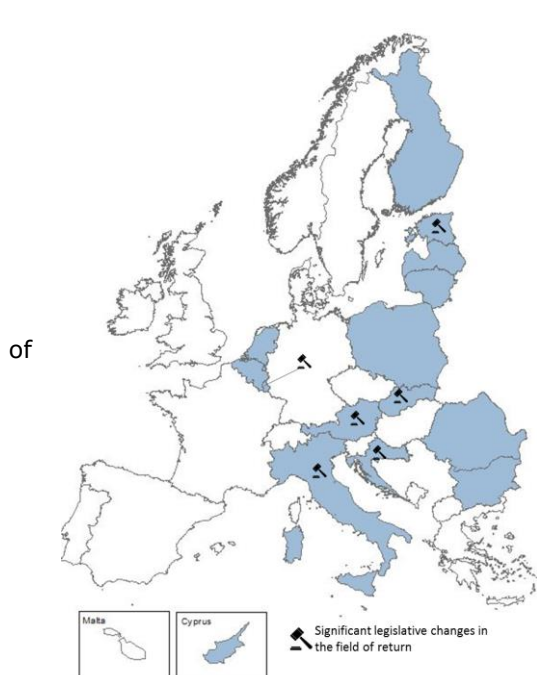 of
Malta
Cyprus
Significant legislative changes in
the field of return